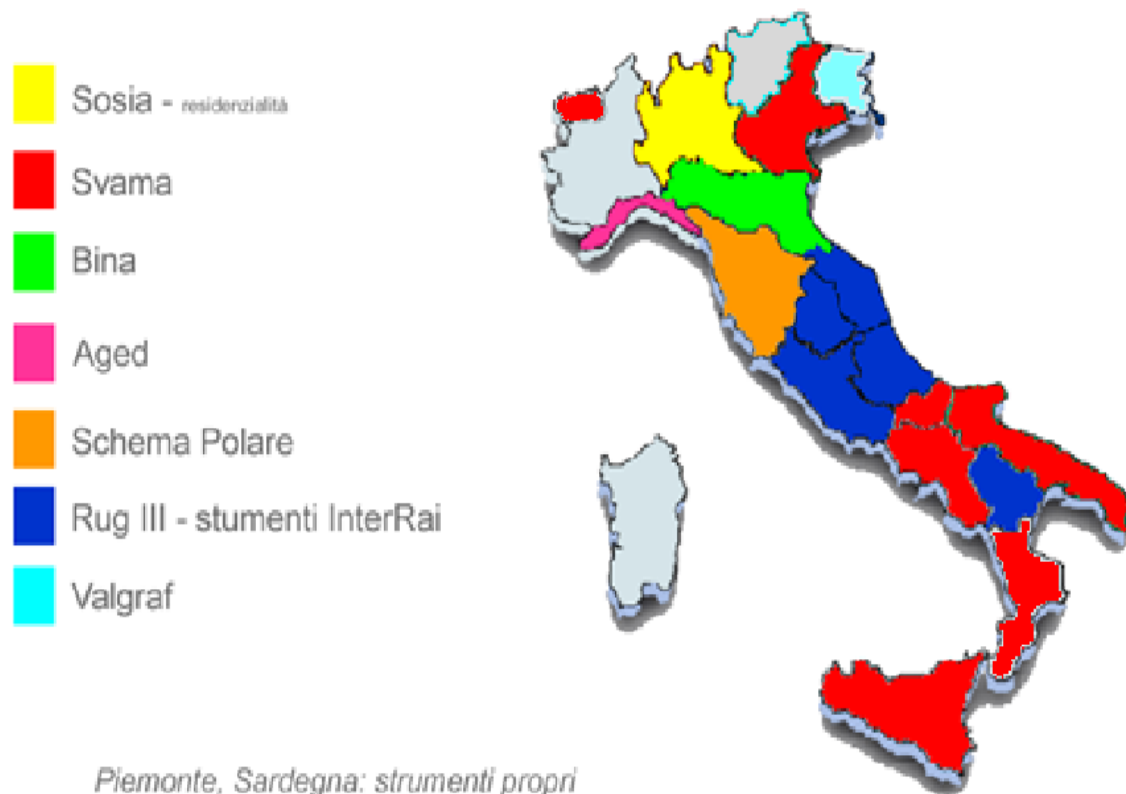 Sosia - residenzialità
Svama
Bina
Aged
Schema Polare
Rug III - stumenti InterRai
Valgraf
Piemonte, Sardegna: strumenti propri